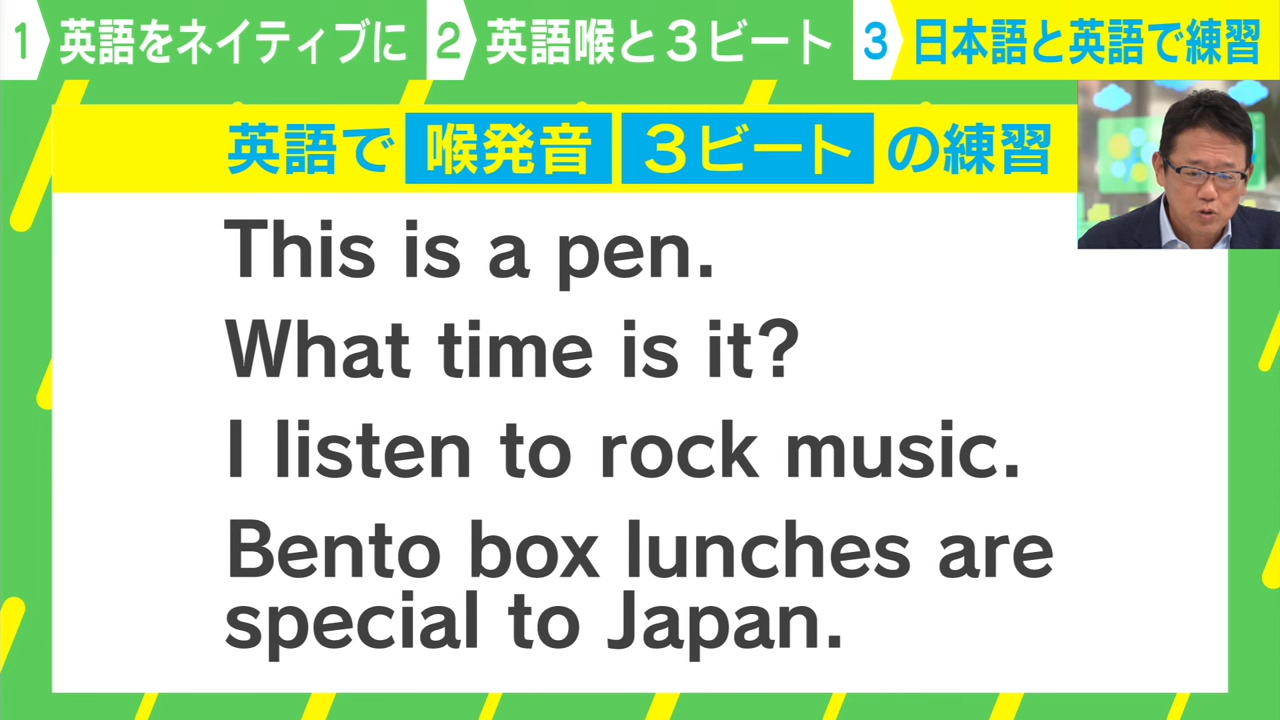 1 英語をネイティブに 2 英語喉と3ビート 3 日本語と英語で練習
英語で 喉発音 3ビート の練習
This is a pen.
What time is it?
I listen to rock music.
Bento box lunches are
special to Japan.